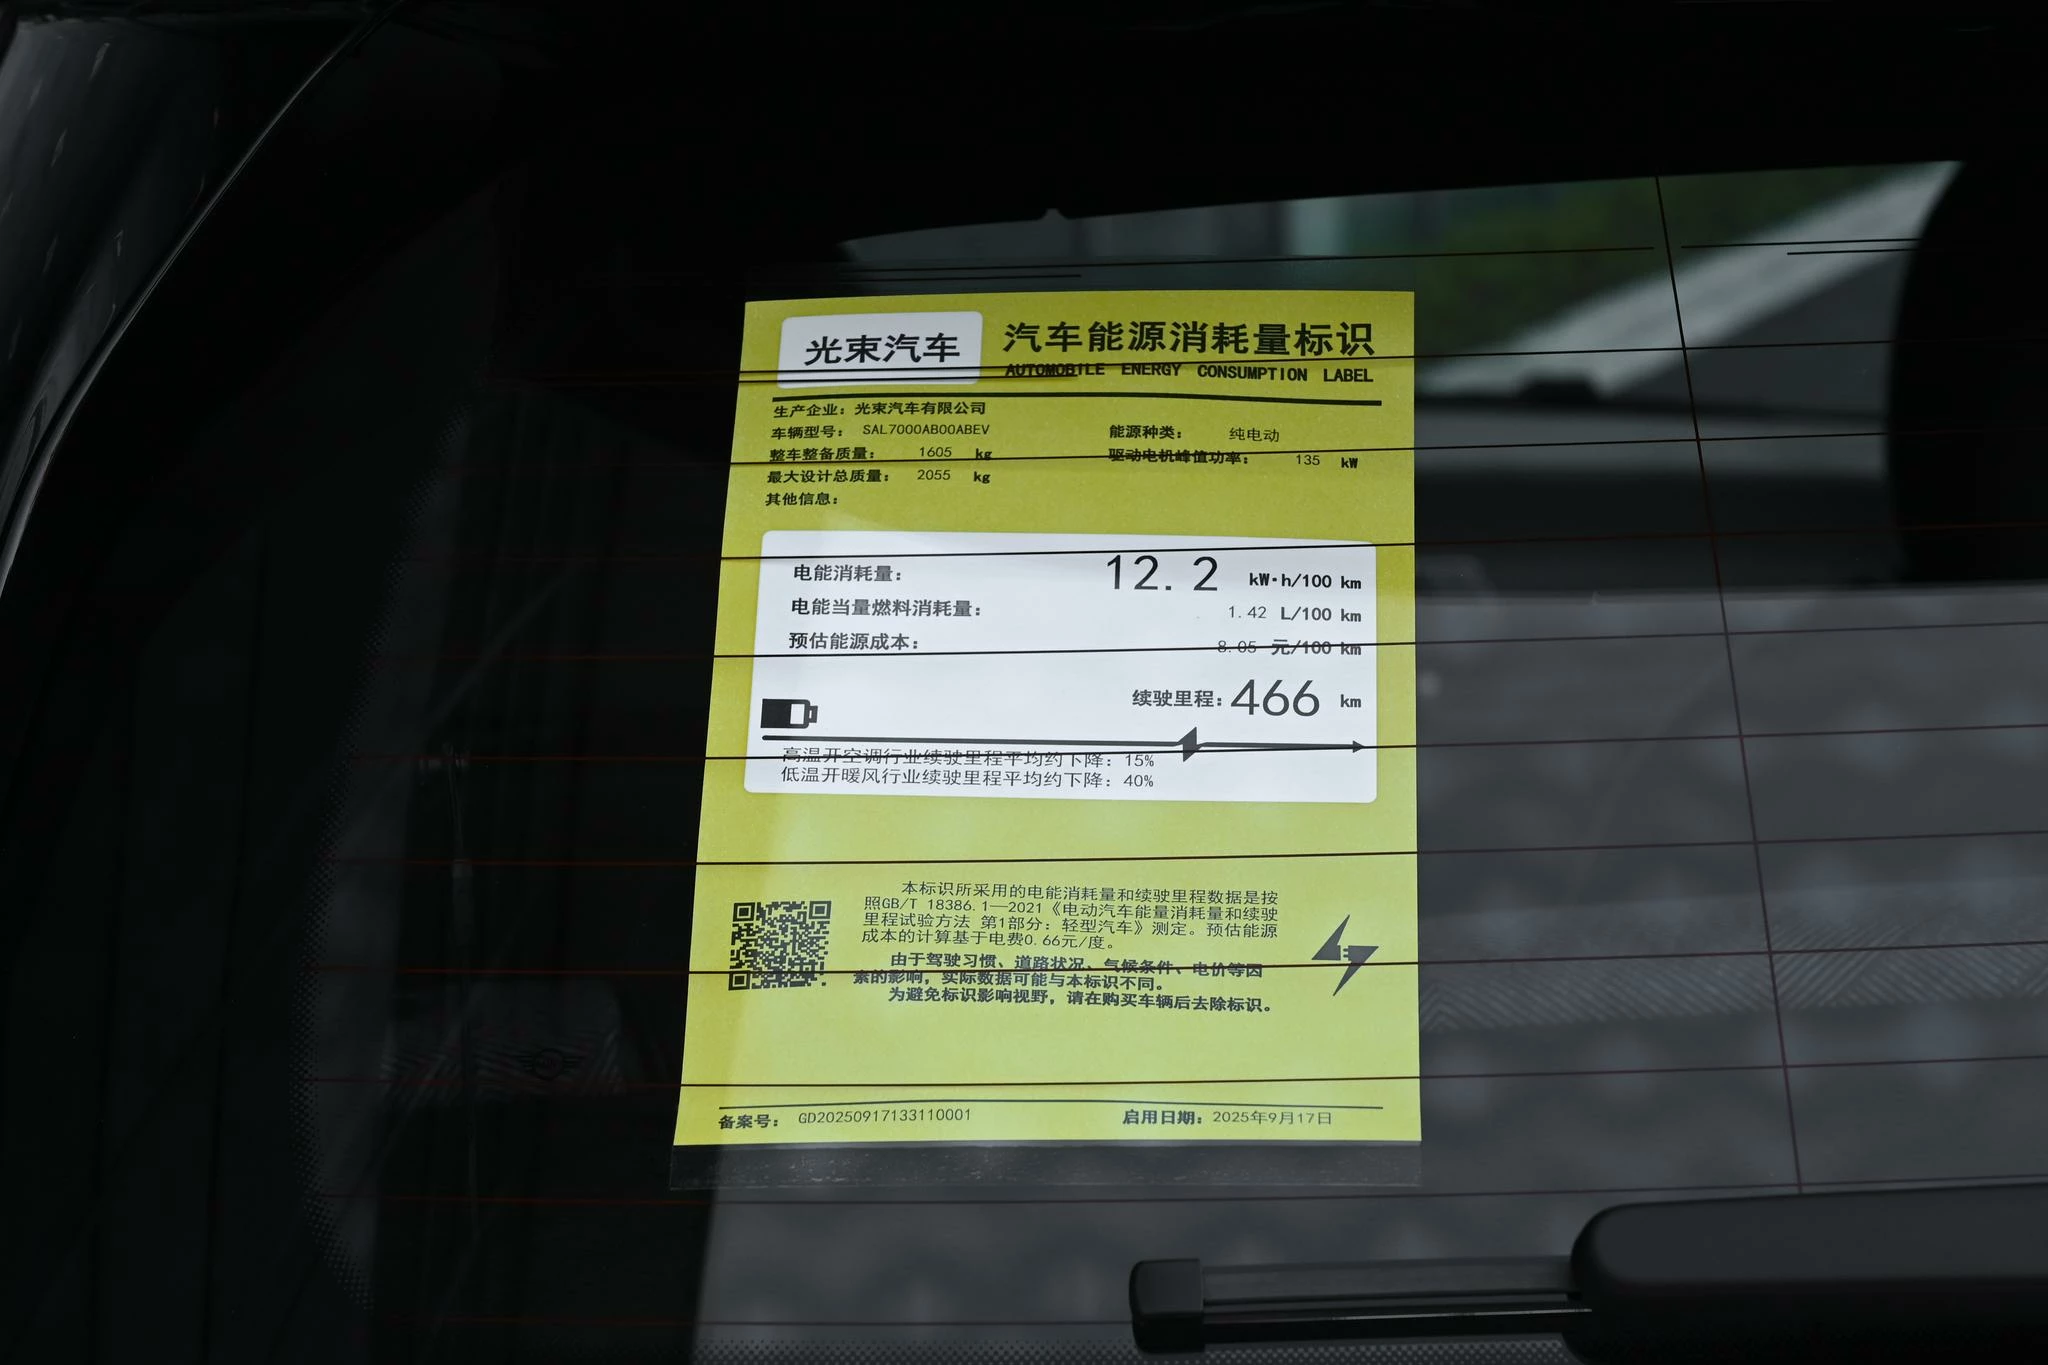 光束汽车 汽车能源消耗量标识
AUTOMOBILE ENERGY CONSUMPTION LABEL
生产企业：光束汽车有限公司
车辆型号： SAL7000AB00ABEV 能源种类： 纯电动
整车整备质量： 1605 kg 驱动电机峰值功率： 135 kW
最大设计总质量： 2055 kg
其他信息：
电能消耗量： 12.2 kW·h/100 km
电能当量燃料消耗量： 1.42 L/100 km
预估能源成本： 8.05 元/100 km
续驶里程：466 km
高温开空调行业续驶里程平均约下降：15%
低温开暖风行业续驶里程平均约下降：40%
本标识所采用的电能消耗量和续驶里程数据是按
照GB/T 18386.1—2021《电动汽车能量消耗量和续驶
里程试验方法 第1部分：轻型汽车》测定。预估能源
成本的计算基于电费0.66元/度。
由于驾驶习惯、道路状况、气候条件、电价等因
素的影响，实际数据可能与本标识不同。
为避免标识影响视野，请在购买车辆后去除标识。
备案号： GD20250917133110001 启用日期：2025年9月17日